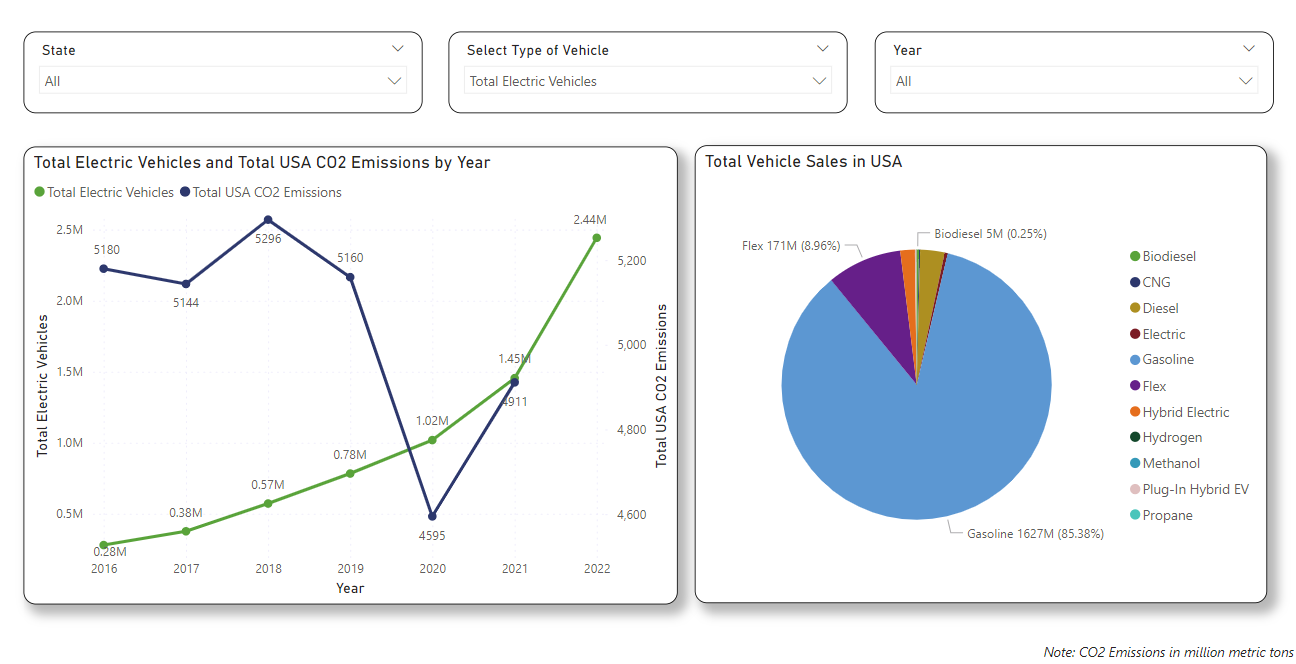 State
All
Select Type of Vehicle
Total Electric Vehicles
Year
All
Total Electric Vehicles and Total USA CO2 Emissions by Year
Total Electric Vehicles Total USA CO2 Emissions
Total Electric Vehicles
2.5M
2.0M
1.5M
1.0M
0.5M
5180
5144
5296
5160
4595
4911
0.28M
0.38M
0.57M
0.78M
1.02M
1.45M
2.44M
5,200
5,000
4,800
4,600
Total USA CO2 Emissions
2016 2017 2018 2019 2020 2021 2022
Year
Total Vehicle Sales in USA
Biodiesel 5M (0.25%)
Flex 171M (8.96%)
Gasoline 1627M (85.38%)
Biodiesel
CNG
Diesel
Electric
Gasoline
Flex
Hybrid Electric
Hydrogen
Methanol
Plug-In Hybrid EV
Propane
Note: CO2 Emissions in million metric tons